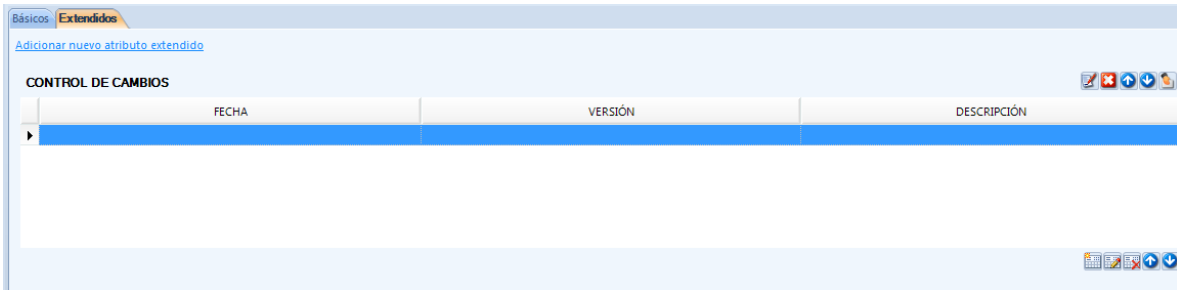 Básicos Extendidos
Adicionar nuevo atributo extendido
CONTROL DE CAMBIOS
FECHA VERSIÓN DESCRIPCIÓN